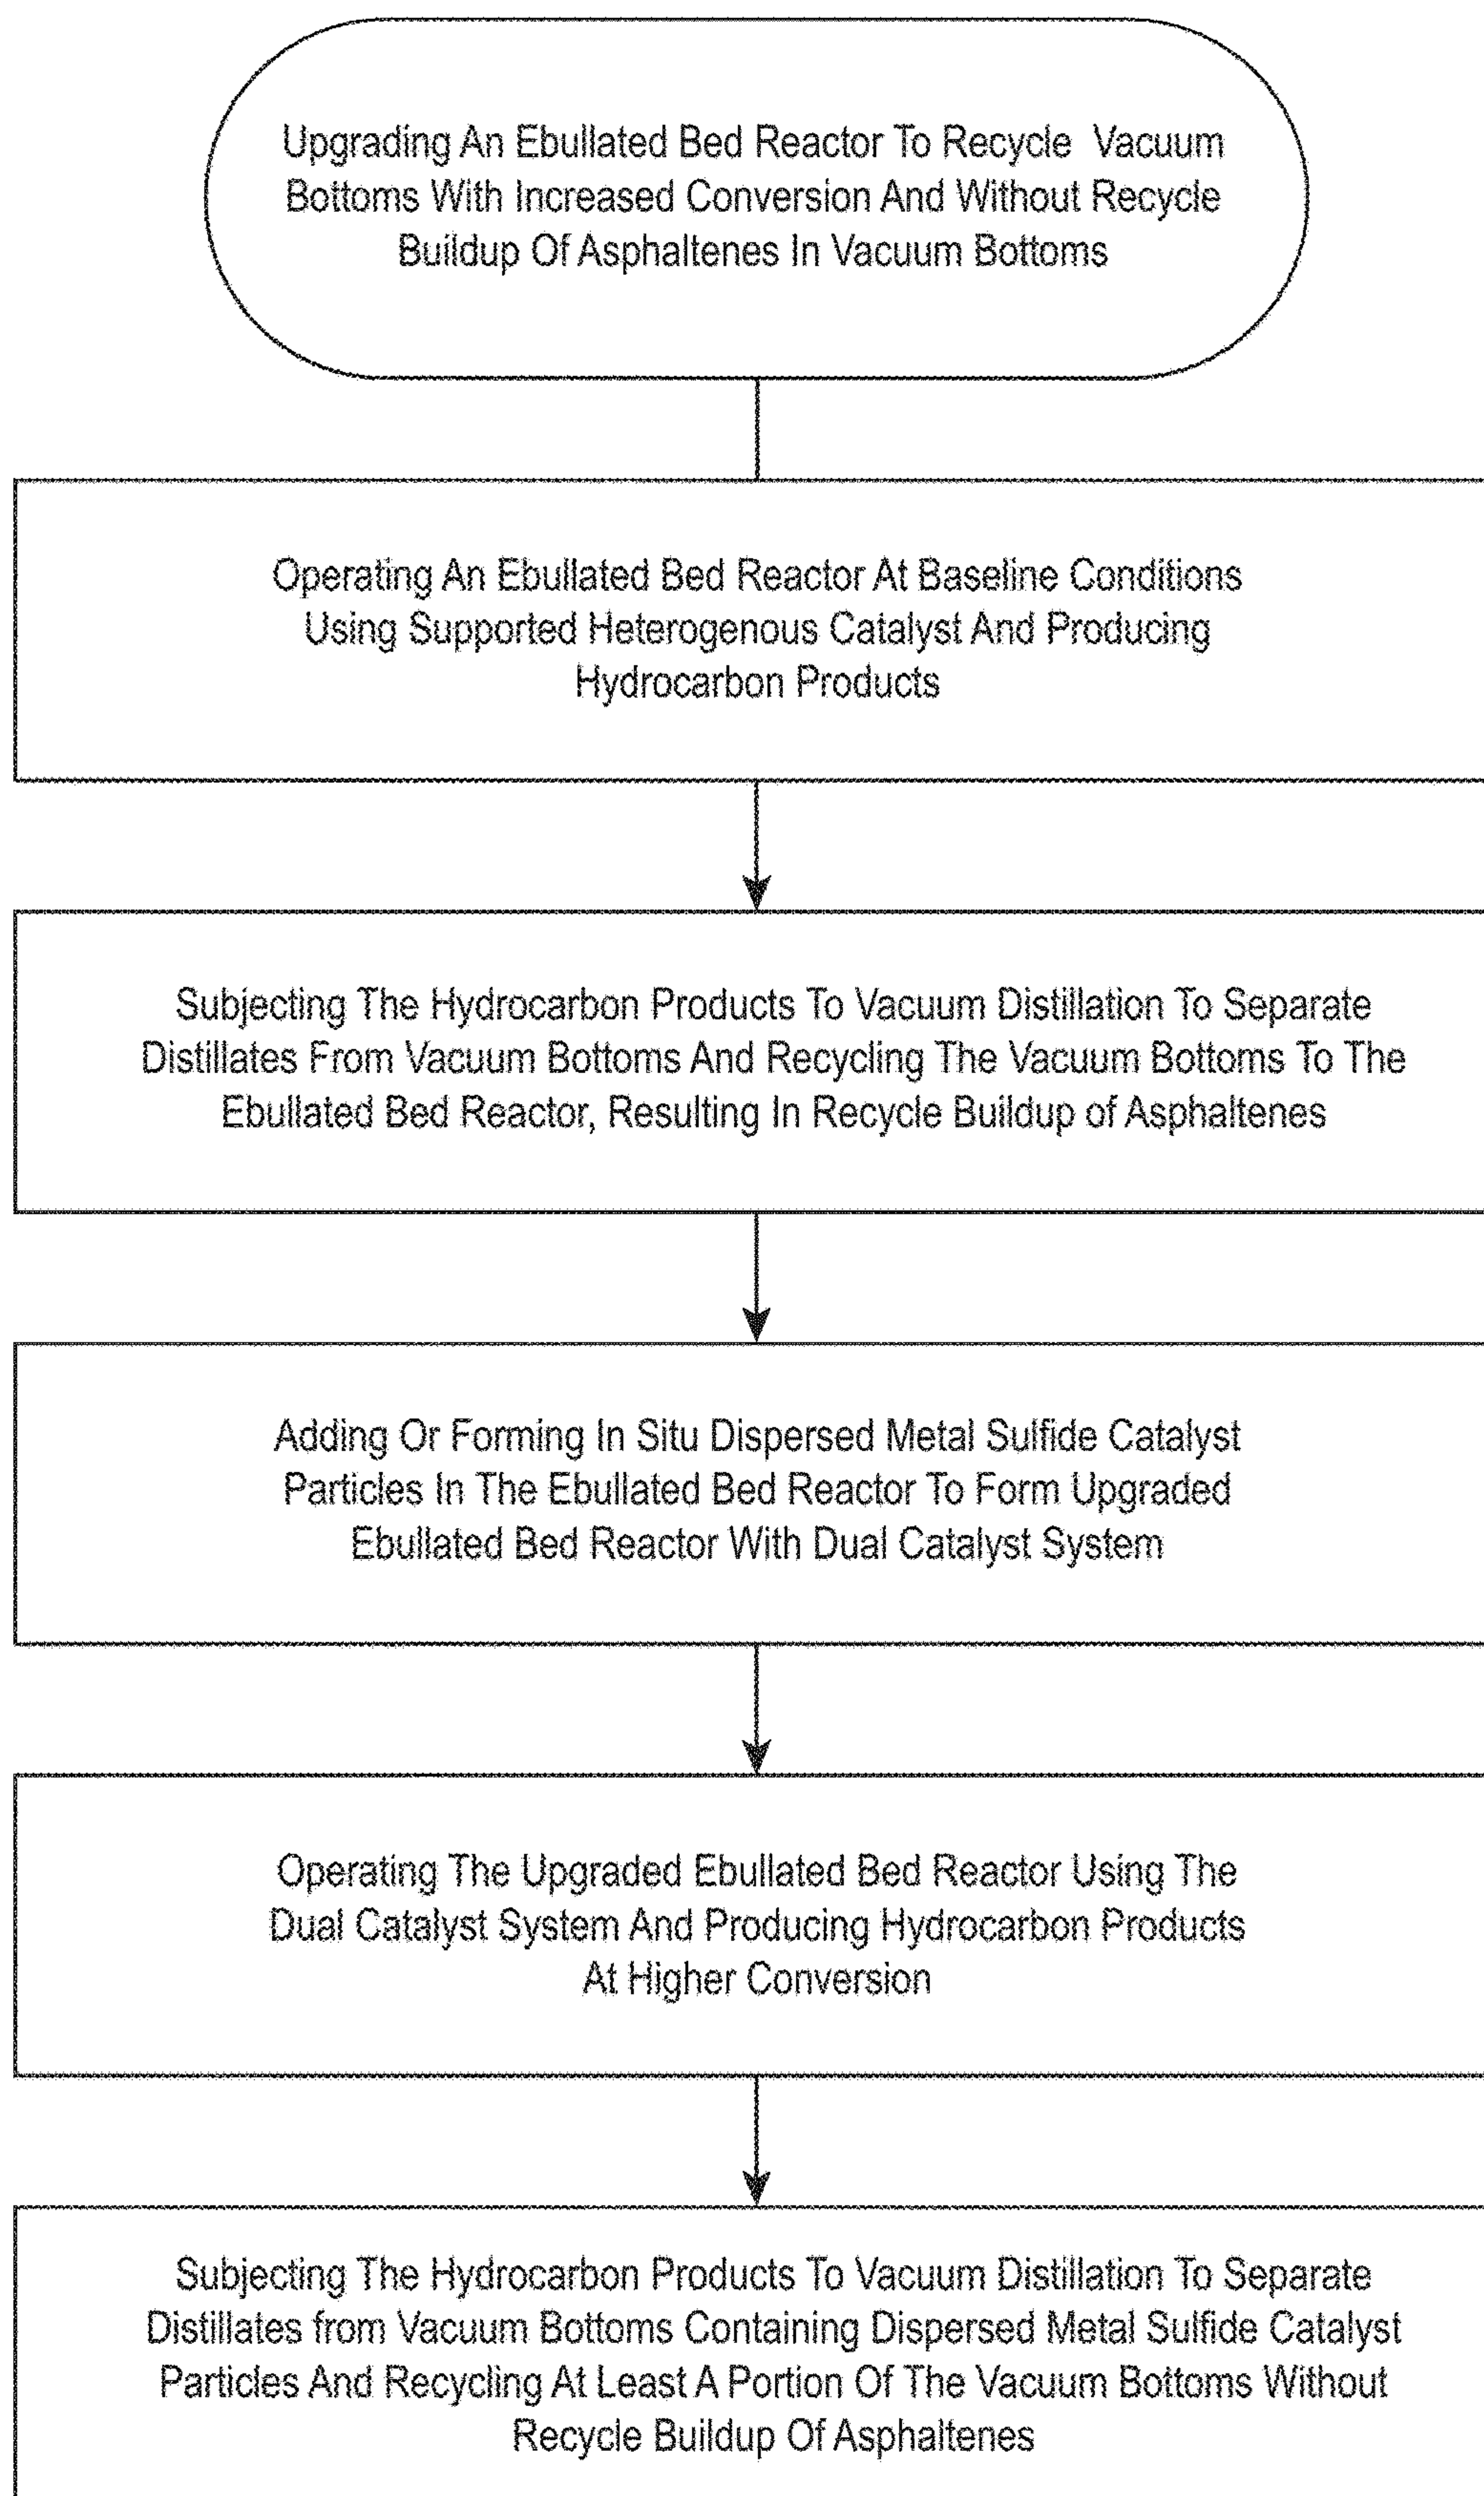 Upgrading An Ebullated Bed Reactor To Recycle Vacuum
Bottoms With Increased Conversion And Without Recycle
Buildup Of Asphaltenes In Vacuum Bottoms
Operating An Ebullated Bed Reactor At Baseline Conditions
Using Supported Heterogenous Catalyst And Producing
Hydrocarbon Products
Subjecting The Hydrocarbon Products To Vacuum Distillation To Separate
Distillates From Vacuum Bottoms And Recycling The Vacuum Bottoms To The
Ebullated Bed Reactor, Resulting In Recycle Buildup of Asphaltenes
Adding Or Forming In Situ Dispersed Metal Sulfide Catalyst
Particles In The Ebullated Bed Reactor To Form Upgraded
Ebullated Bed Reactor With Dual Catalyst System
Operating The Upgraded Ebullated Bed Reactor Using The
Dual Catalyst System And Producing Hydrocarbon Products
At Higher Conversion
Subjecting The Hydrocarbon Products To Vacuum Distillation To Separate
Distillates from Vacuum Bottoms Containing Dispersed Metal Sulfide Catalyst
Particles And Recycling At Least A Portion Of The Vacuum Bottoms Without
Recycle Buildup Of Asphaltenes